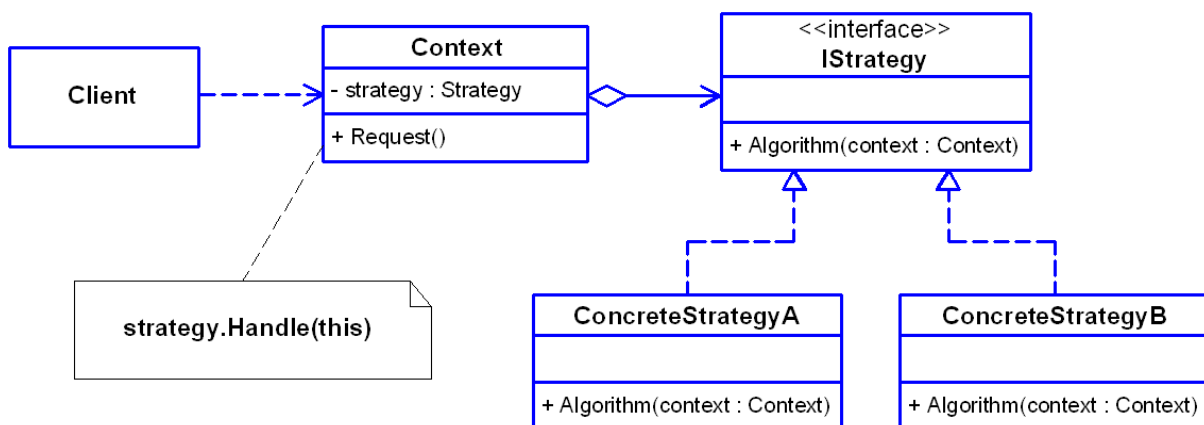 Client
Context
- strategy : Strategy
+ Request()
<<interface>>
IStrategy
+ Algorithm(context : Context)
strategy.Handle(this)
ConcreteStrategyA
+ Algorithm(context : Context)
ConcreteStrategyB
+ Algorithm(context : Context)